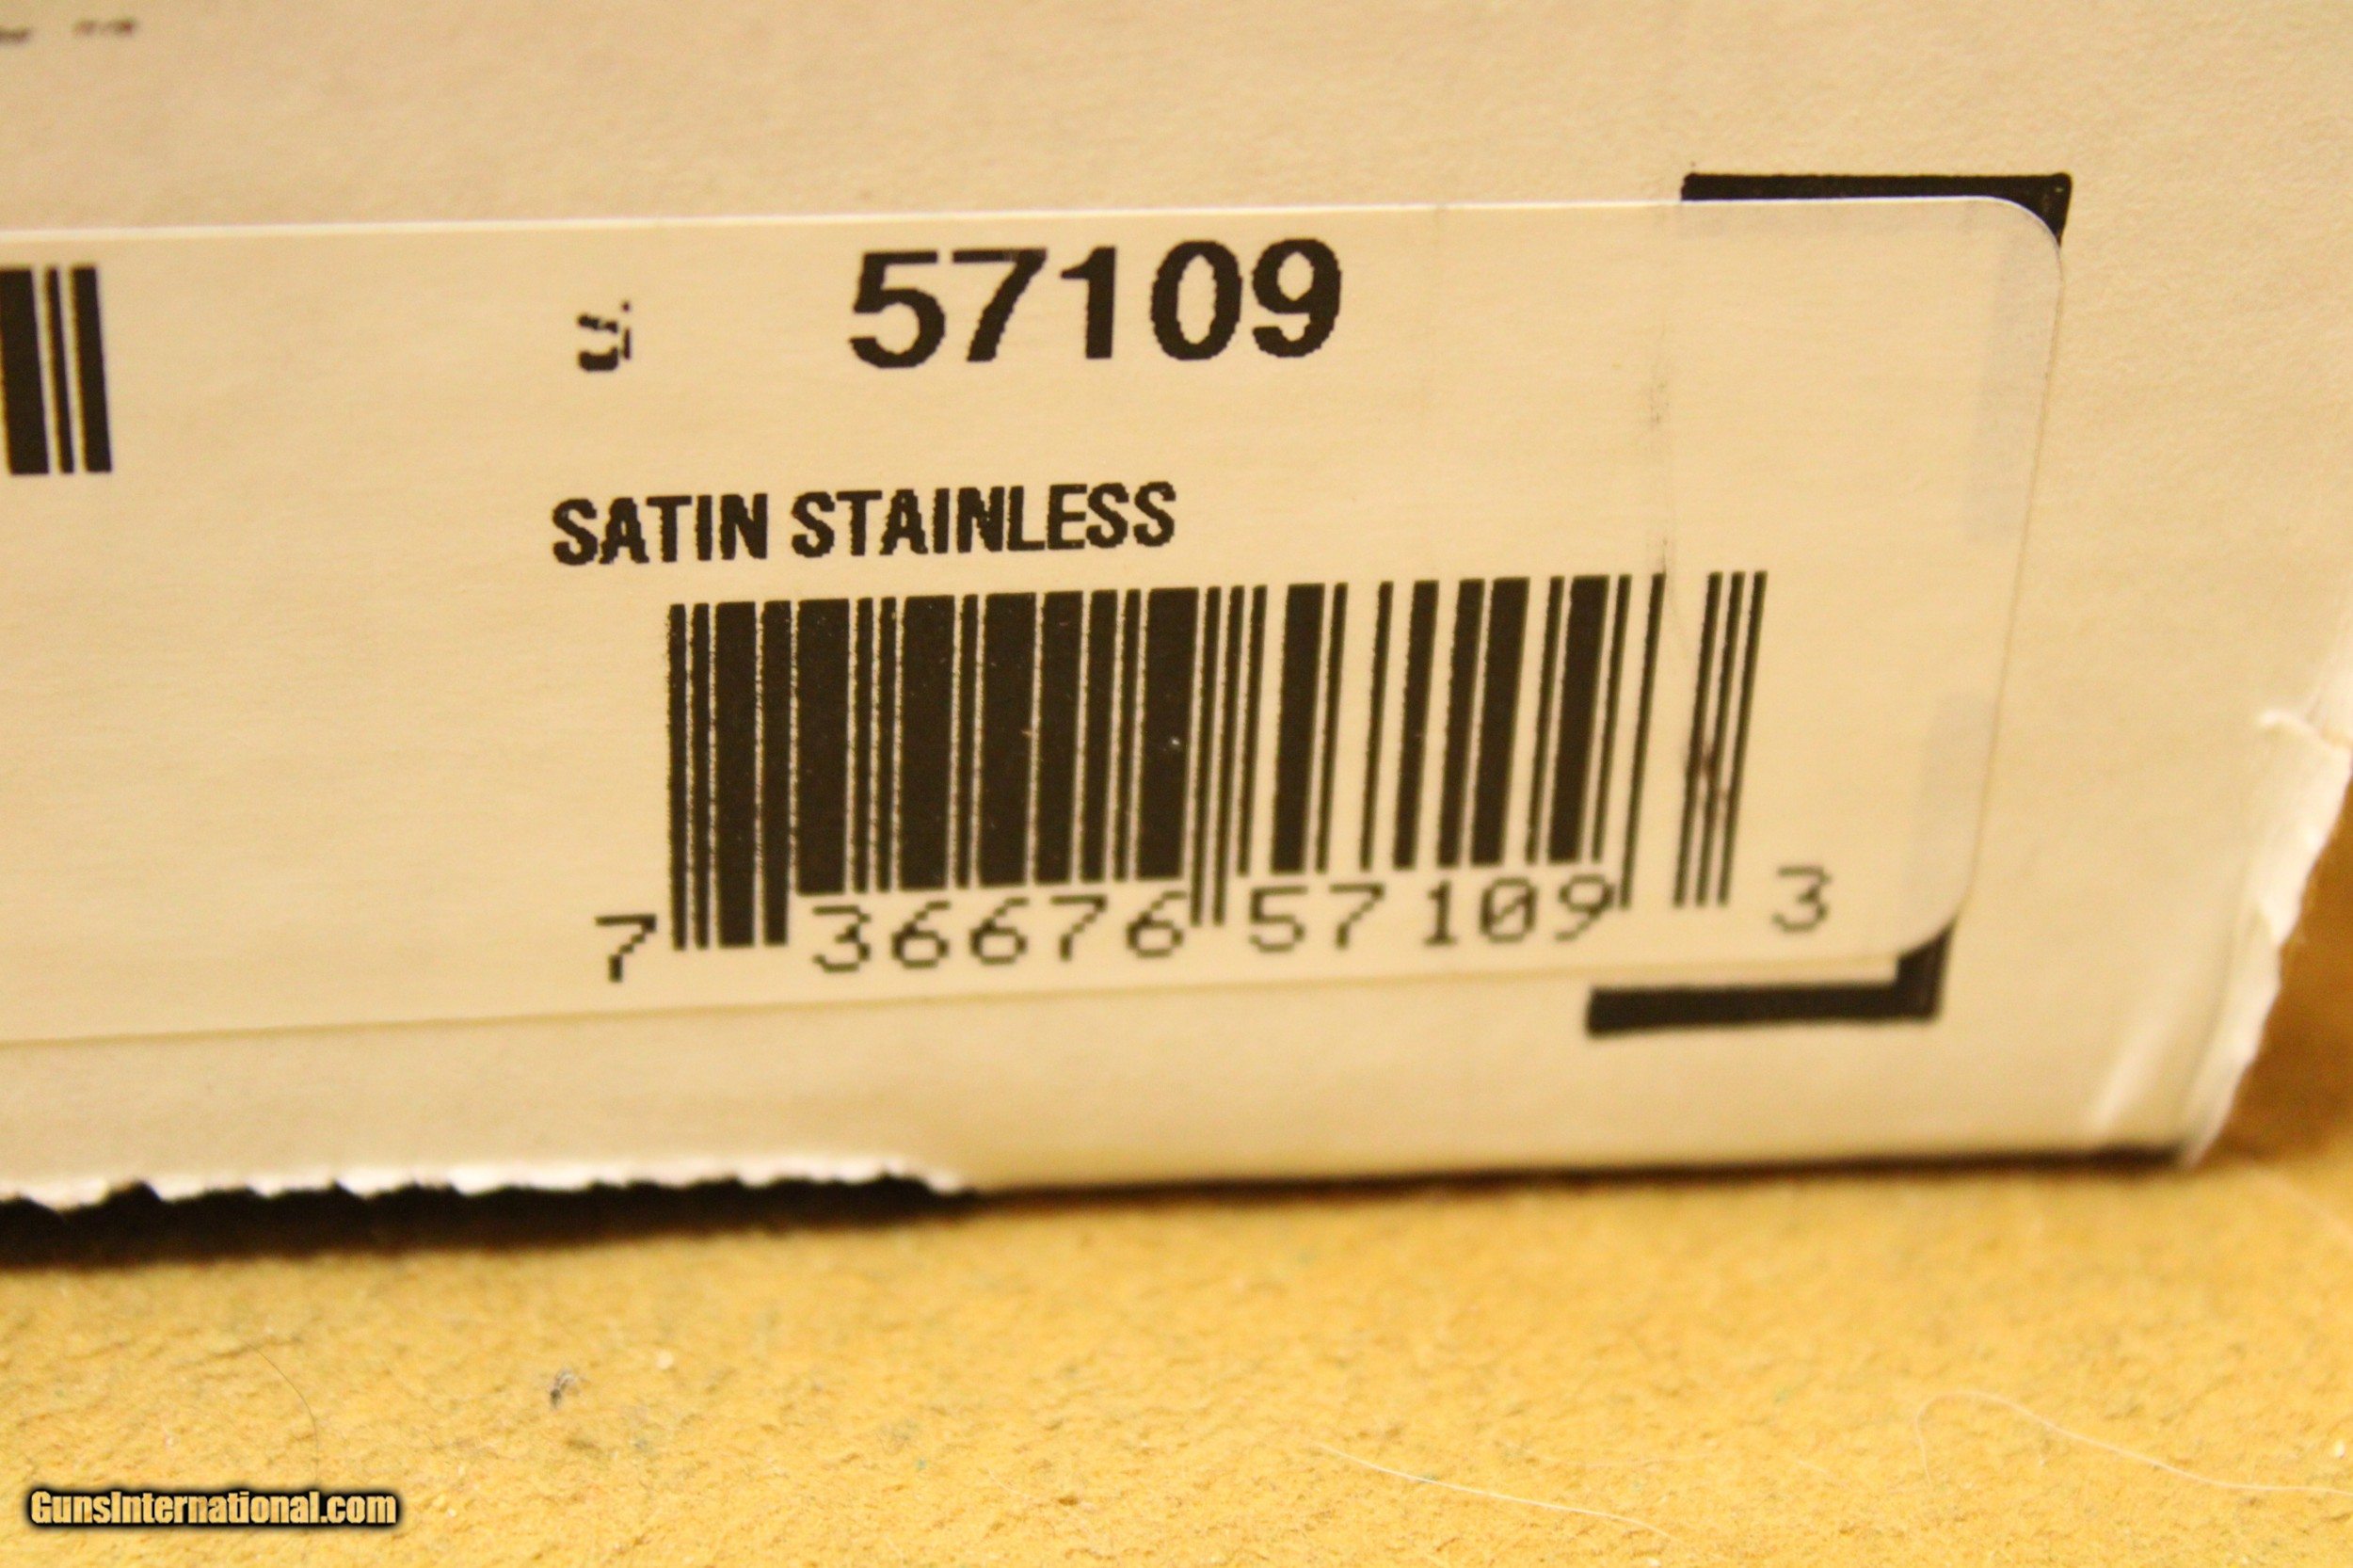 57109
SATIN STAINLESS
7 36676 57109 3
GunsInternational.com